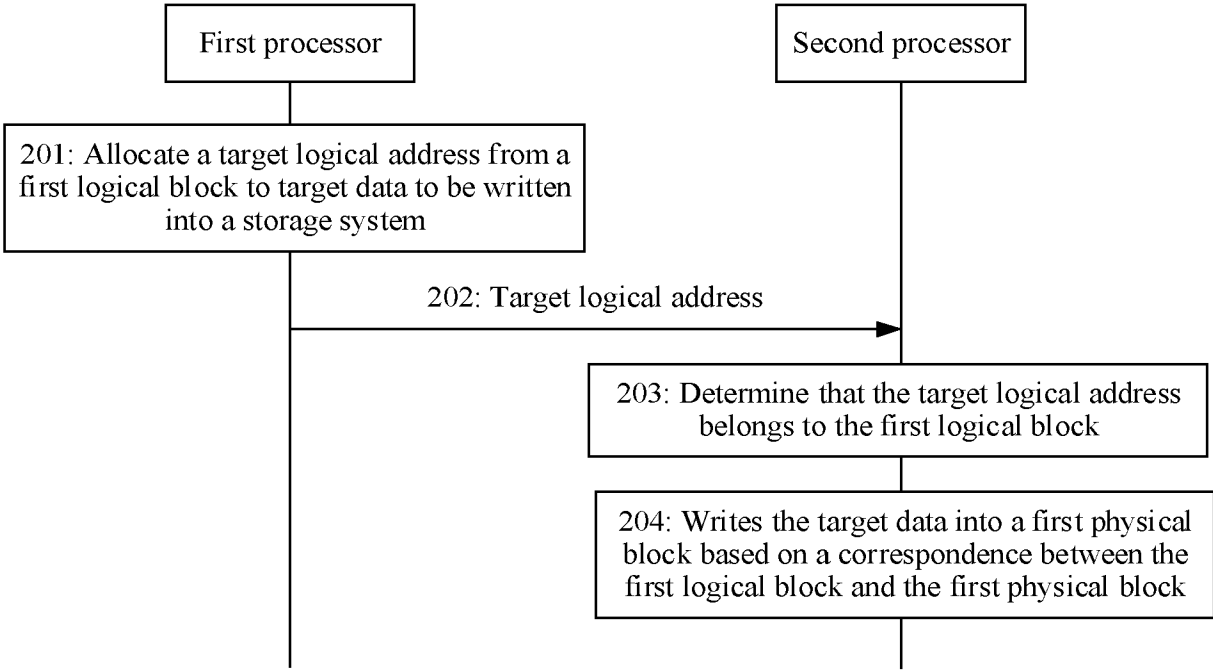 First processor
Second processor
201: Allocate a target logical address from a
first logical block to target data to be written
into a storage system
202: Target logical address
203: Determine that the target logical address
belongs to the first logical block
204: Writes the target data into a first physical
block based on a correspondence between the
first logical block and the first physical block